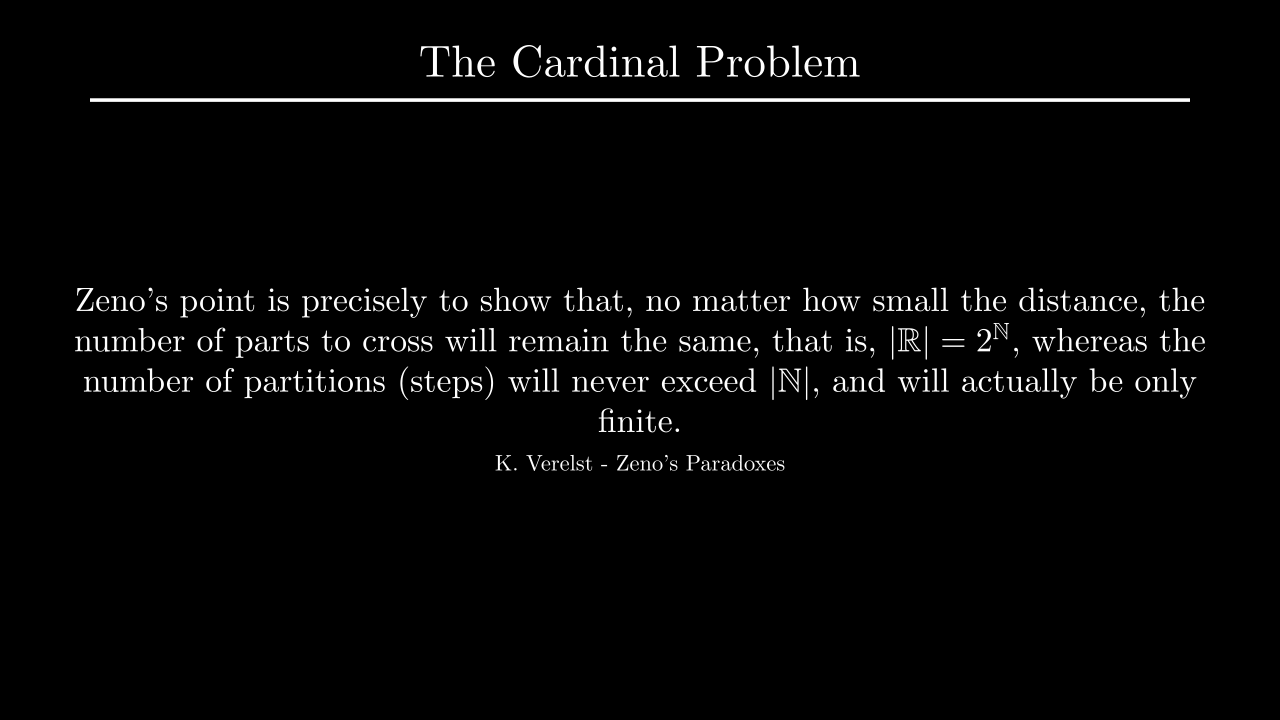 The Cardinal Problem
Zeno's point is precisely to show that, no matter how small the distance, the
number of parts to cross will remain the same, that is, |ℝ| = 2^ℕ, whereas the
number of partitions (steps) will never exceed |ℕ|, and will actually be only
finite.
K. Verelst - Zeno's Paradoxes